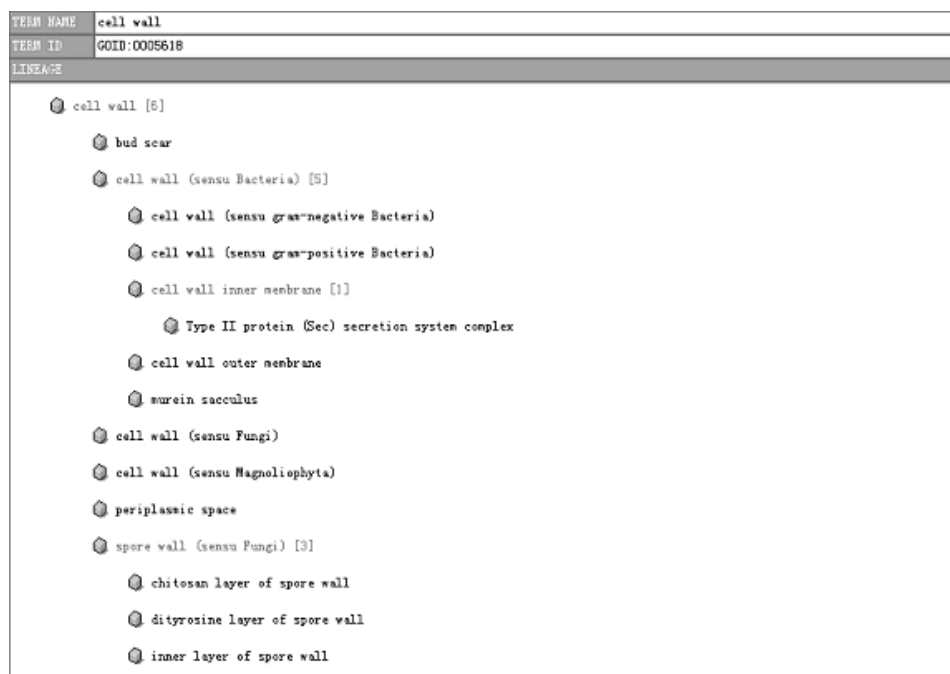 TERM NAME cell wall
TERM ID GOID:0005618
LINEAGE
cell wall [6]
bud scar
cell wall (sensu Bacteria) [5]
cell wall (sensu gram-negative Bacteria)
cell wall (sensu gram-positive Bacteria)
cell wall inner membrane [1]
Type II protein (Sec) secretion system complex
cell wall outer membrane
murein sacculus
cell wall (sensu Fungi)
cell wall (sensu Magnoliophyta)
periplasmic space
spore wall (sensu Fungi) [3]
chitosan layer of spore wall
dityrosine layer of spore wall
inner layer of spore wall